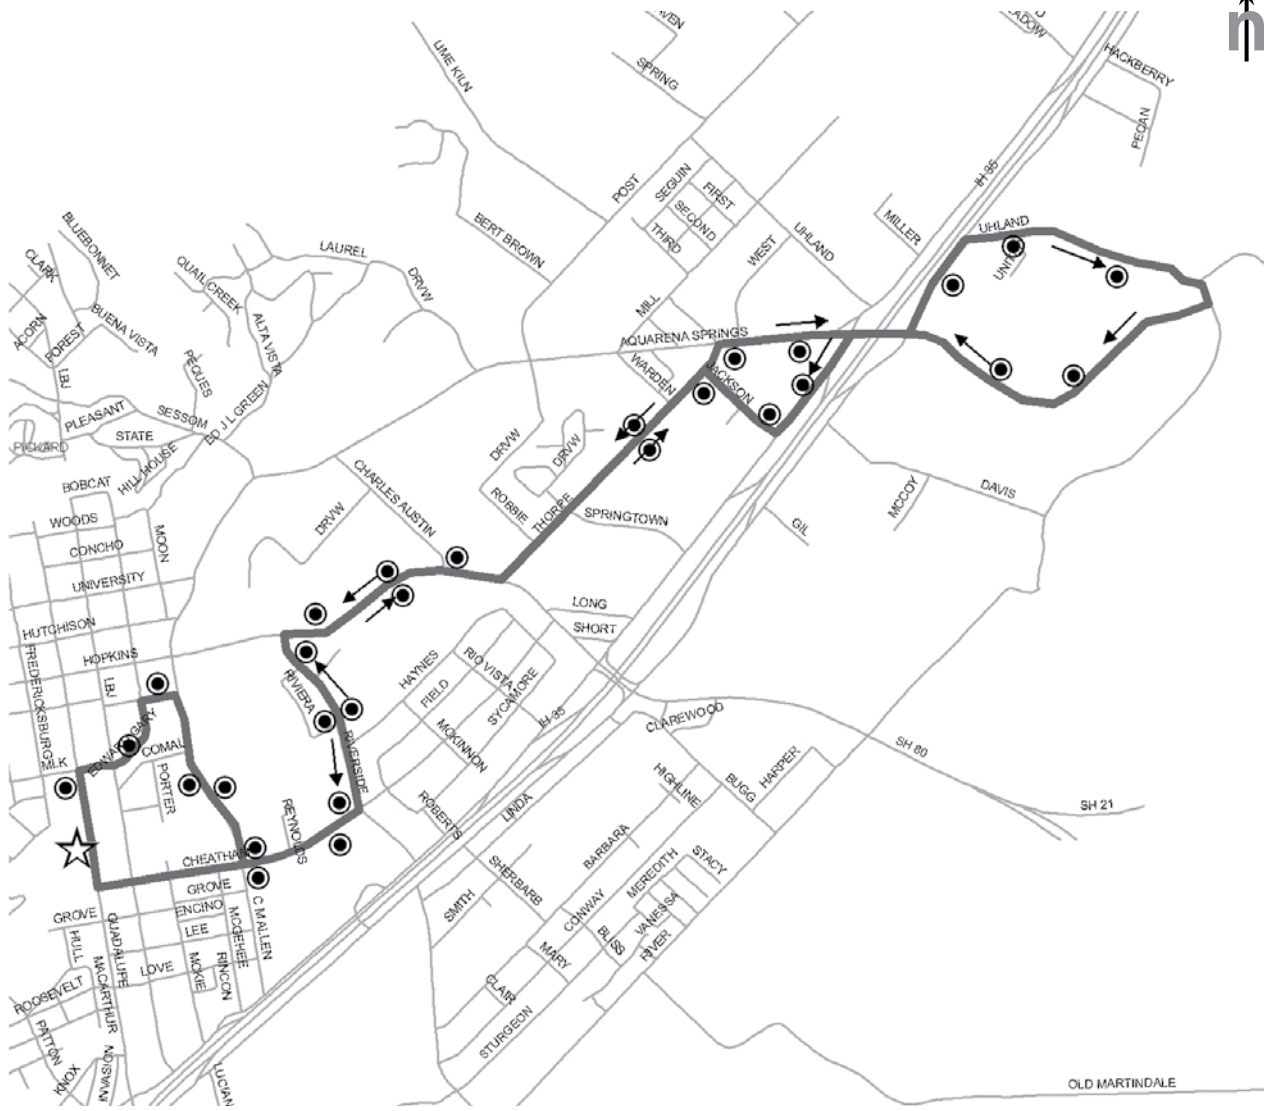 n
HACKBERRY
PECAN
SPRING
LIME KILN
IH 35
POST
SEGUIN
FIRST
SECOND
THIRD
UHLAND
MILLER
UHLAND
WEST
BERT BROWN
BLUEBONNET
CLARK
LAUREL
QUAIL CREEK
DRVW
MILL
AQUARENA SPRINGS
ACORN
FOREST
BUENA VISTA
ALTA VISTA
PEQUES
LBJ
WARDEN
JACKSON
PLEASANT
SESSOM
ED J L GREEN
STATE
PICKARD
HILL HOUSE
DRVW
DRVW
BOBCAT
CHARLES AUSTIN
ROBBIE
THORPE
SPRINGTOWN
DAVIS
MCCOY
GIL
WOODS
DRVW
MOON
CONCHO
UNIVERSITY
HUTCHISON
LONG
SHORT
HOPKINS
FREDERICKSBURG
LBJ
HAYNES
RIO VISTA
FIELD
SYCAMORE
RIVIERA
MCKINNON
IH-35
CLAREWOOD
SH 80
EDWARD GARY
COMAL
MLK
PORTER
RIVERSIDE
HIGHLINE
BUGG
HARPER
SH 21
REYNOLDS
ROBERTS
LINDA
CHEATHAM
BARBARA
STACY
MEREDITH
SHERBARB
GROVE
GROVE
ENCINO
C M ALLEN
SMITH
CONWAY
VANESSA
BLISS
RIVER
LEE
MCGEHEE
GUADALUPE
HULL
MARY
LOVE
MCKIE
RINCON
MACARTHUR
ROOSEVELT
CLAIR
STURGEON
PATTON
KNOX
LUCIAN
OLD MARTINDALE